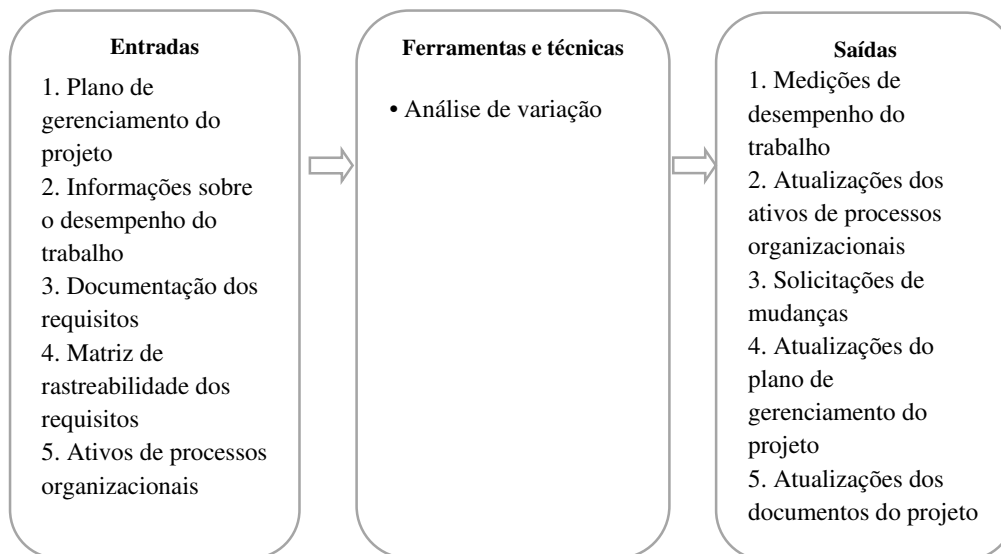 Entradas
1. Plano de
gerenciamento do
projeto
2. Informações sobre
o desempenho do
trabalho
3. Documentação dos
requisitos
4. Matriz de
rastreabilidade dos
requisitos
5. Ativos de processos
organizacionais
Ferramentas e técnicas
• Análise de variação
Saídas
1. Medições de
desempenho do
trabalho
2. Atualizações dos
ativos de processos
organizacionais
3. Solicitações de
mudanças
4. Atualizações do
plano de
gerenciamento do
projeto
5. Atualizações dos
documentos do projeto